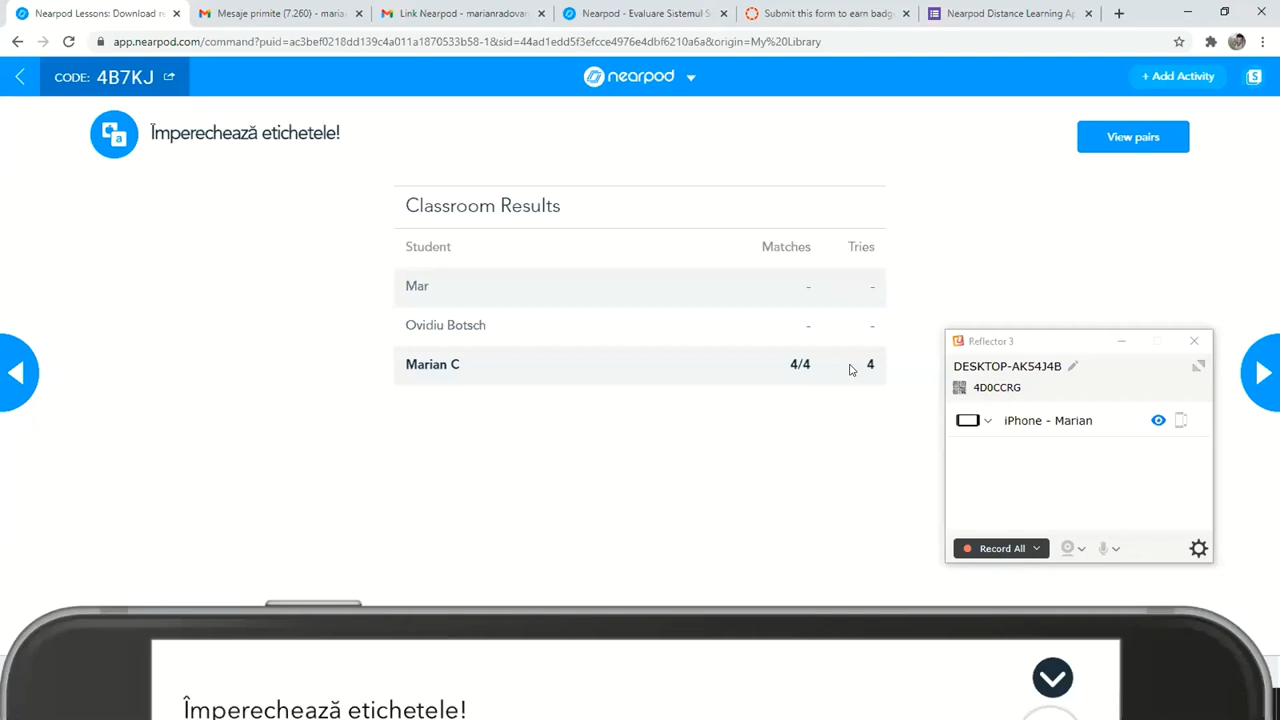 Nearpod Lessons: Download r
Mesaje primite (7.260) - maria
Link Nearpod - marianradovan
Nearpod - Evaluare Sistemul S
Submit this form to earn badg
Nearpod Distance Learning Ap
app.nearpod.com/command?puid=ac3bef0218dd139c4a011a1870533b58-1&sid=44ad1edd5f3efcce4976e4dbf6210a6a&origin=My%20Library
CODE: 4B7KJ
nearpod
+ Add Activity
S
Împerechează etichetele!
View pairs
Classroom Results
Student Matches Tries
Mar - -
Ovidiu Botsch - -
Marian C 4/4 4
Reflector 3
DESKTOP-AK54J4B
4D0CCRG
iPhone - Marian
Record All
Împerechează etichetele!